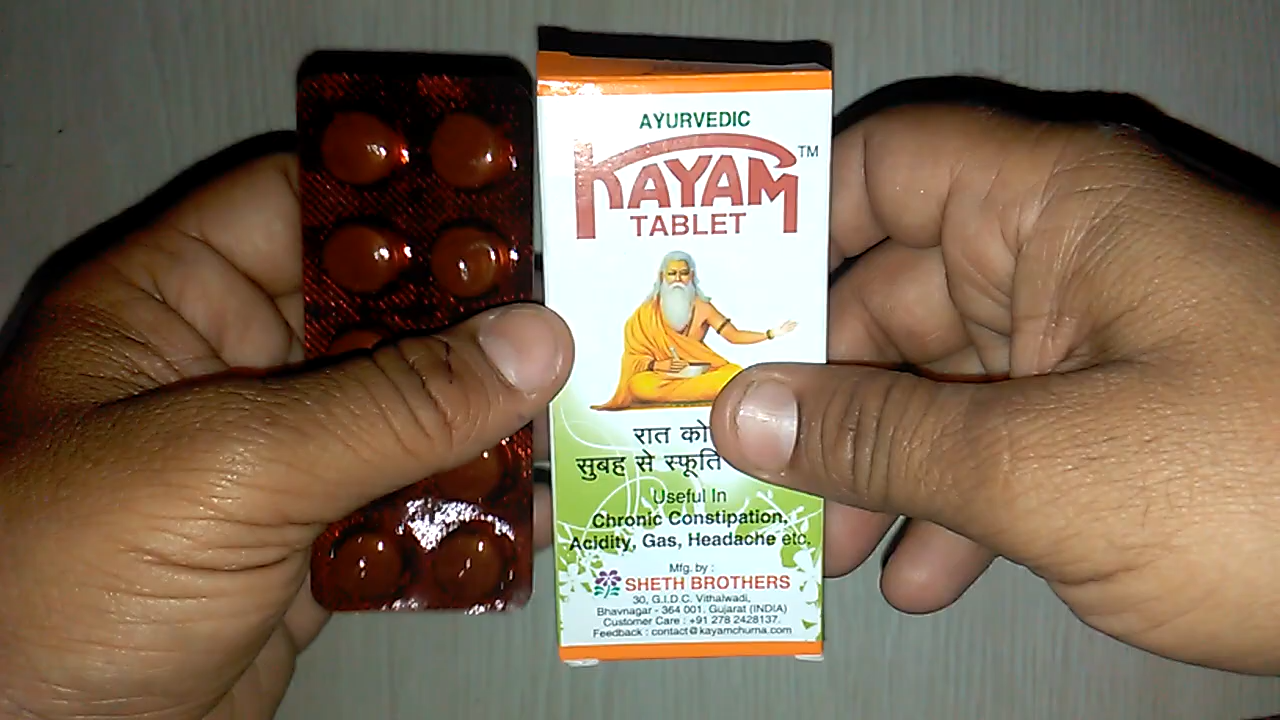 AYURVEDIC
KAYAM™
TABLET
रात को
सुबह से स्फूर्ति
Useful In
Chronic Constipation,
Acidity, Gas, Headache etc.
Mfg. by :
SHETH BROTHERS
30, G.I.D.C. Vithalwadi,
Bhavnagar - 364 001. Gujarat (INDIA)
Customer Care : +91 278 2428137.
Feedback : contact@kayamchurna.com